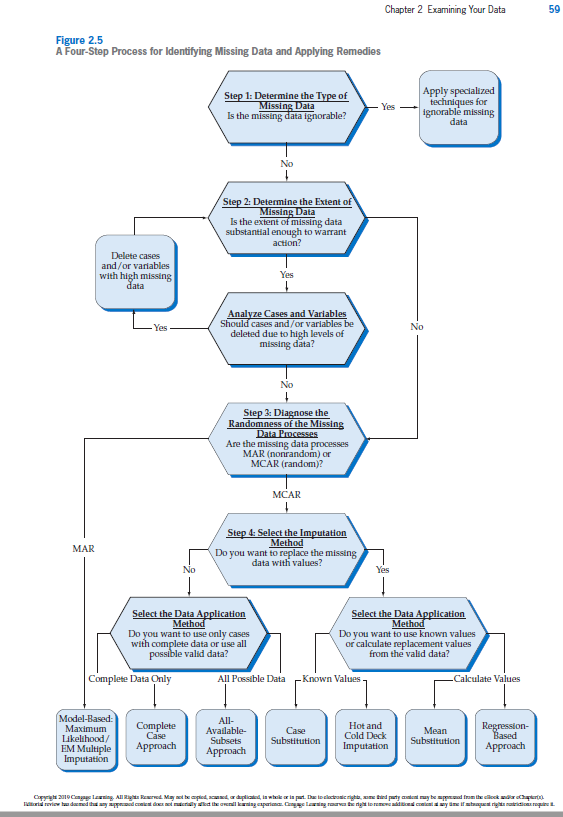 Chapter 2 Examining Your Data
59
Figure 2.5
A Four-Step Process for Identifying Missing Data and Applying Remedies
Step 1: Determine the Type of
Missing Data
Is the missing data ignorable?
Yes
Apply specialized
techniques for
ignorable missing
data
No
Step 2: Determine the Extent of
Missing Data
Is the extent of missing data
substantial enough to warrant
action?
Delete cases
and/or variables
with high missing
data
Yes
Analyze Cases and Variables
Should cases and/or variables be
deleted due to high levels of
missing data?
Yes
No
No
Step 3: Diagnose the
Randomness of the Missing
Data Processes
Are the missing data processes
MAR (nonrandom) or
MCAR (random)?
MCAR
MAR
Step 4: Select the Imputation
Method
Do you want to replace the missing
data with values?
No
Yes
Select the Data Application
Method
Do you want to use only cases
with complete data or use all
possible valid data?
Select the Data Application
Method
Do you want to use known values
or calculate replacement values
from the valid data?
Complete Data Only
All Possible Data
Known Values
Calculate Values
Model-Based:
Maximum
Likelihood/
EM Multiple
Imputation
Complete
Case
Approach
All-
Available-
Subsets
Approach
Case
Substitution
Hot and
Cold Deck
Imputation
Mean
Substitution
Regression-
Based
Approach
Copyright 2019 Cengage Learning. All Rights Reserved. May not be copied, scanned, or duplicated, in whole or in part. Due to electronic rights, some third party content may be suppressed from the eBook and/or eChapter(s).
Editorial review has deemed that any suppressed content does not materially affect the overall learning experience. Cengage Learning reserves the right to remove additional content at any time if subsequent rights restrictions require it.